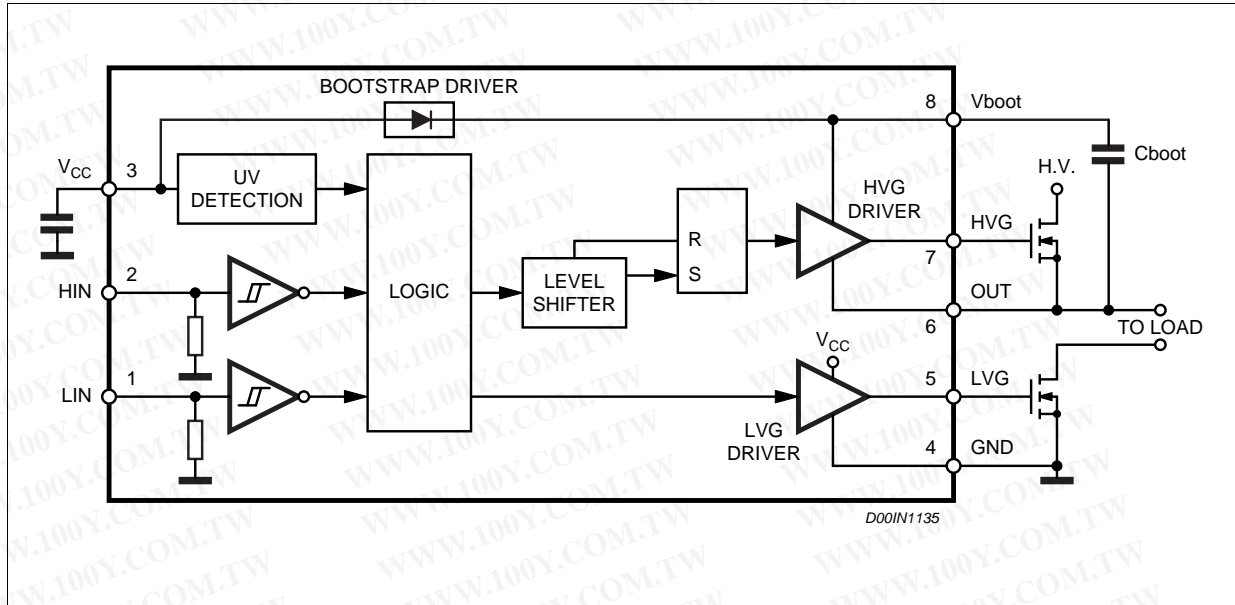 BOOTSTRAP DRIVER
8
Vboot
VCC
3
UV
DETECTION
Cboot
H.V.
HVG
DRIVER
HVG
7
R
S
2
HIN
LOGIC
LEVEL
SHIFTER
OUT
6
TO LOAD
VCC
1
LIN
5
LVG
LVG
DRIVER
4
GND
D00IN1135
WWW.100Y.COM.TW